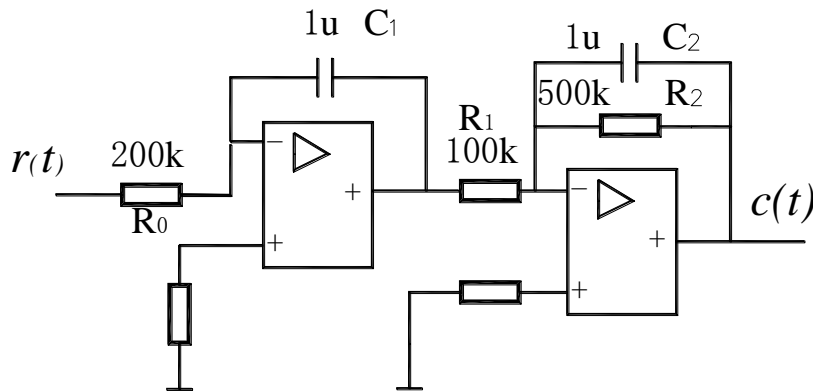 1u C₁
1u C₂
500k R₂
R₁
100k
200k
r(t)
R₀
−
+
+
−
+
+
c(t)